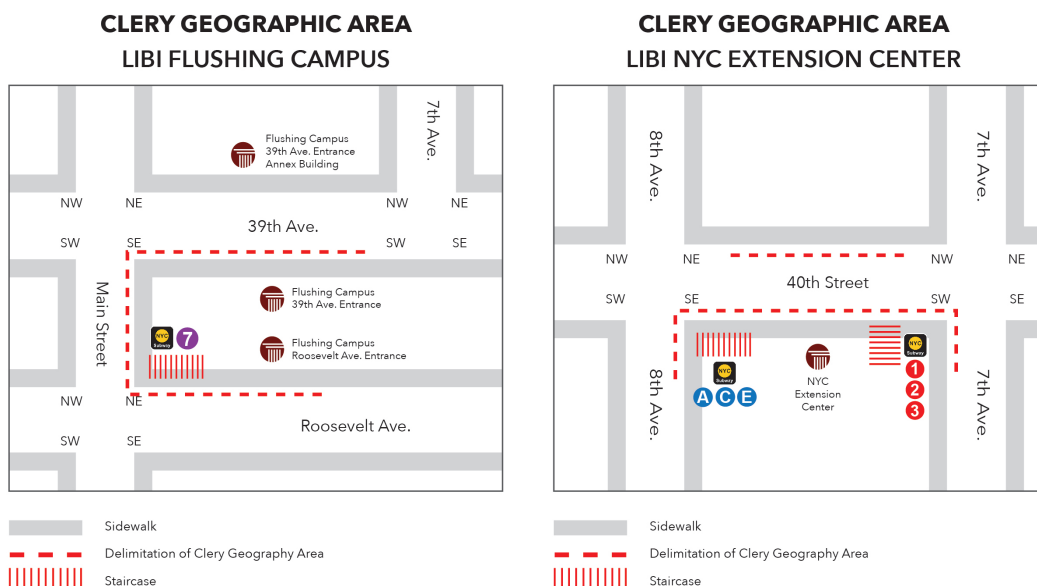 CLERY GEOGRAPHIC AREA
LIBI FLUSHING CAMPUS
7th Ave.
Flushing Campus
39th Ave. Entrance
Annex Building
NW NE NW NE
39th Ave.
SW SE SW SE
Main Street
Flushing Campus
39th Ave. Entrance
NYC
Subway
7
Flushing Campus
Roosevelt Ave. Entrance
NW NE
Roosevelt Ave.
SW SE
Sidewalk
Delimitation of Clery Geography Area
Staircase
CLERY GEOGRAPHIC AREA
LIBI NYC EXTENSION CENTER
8th Ave.
7th Ave.
NW NE NW NE
40th Street
SW SE SW SE
8th Ave.
NYC
Subway
A C E
NYC
Extension
Center
NYC
Subway
1
2
3
7th Ave.
Sidewalk
Delimitation of Clery Geography Area
Staircase